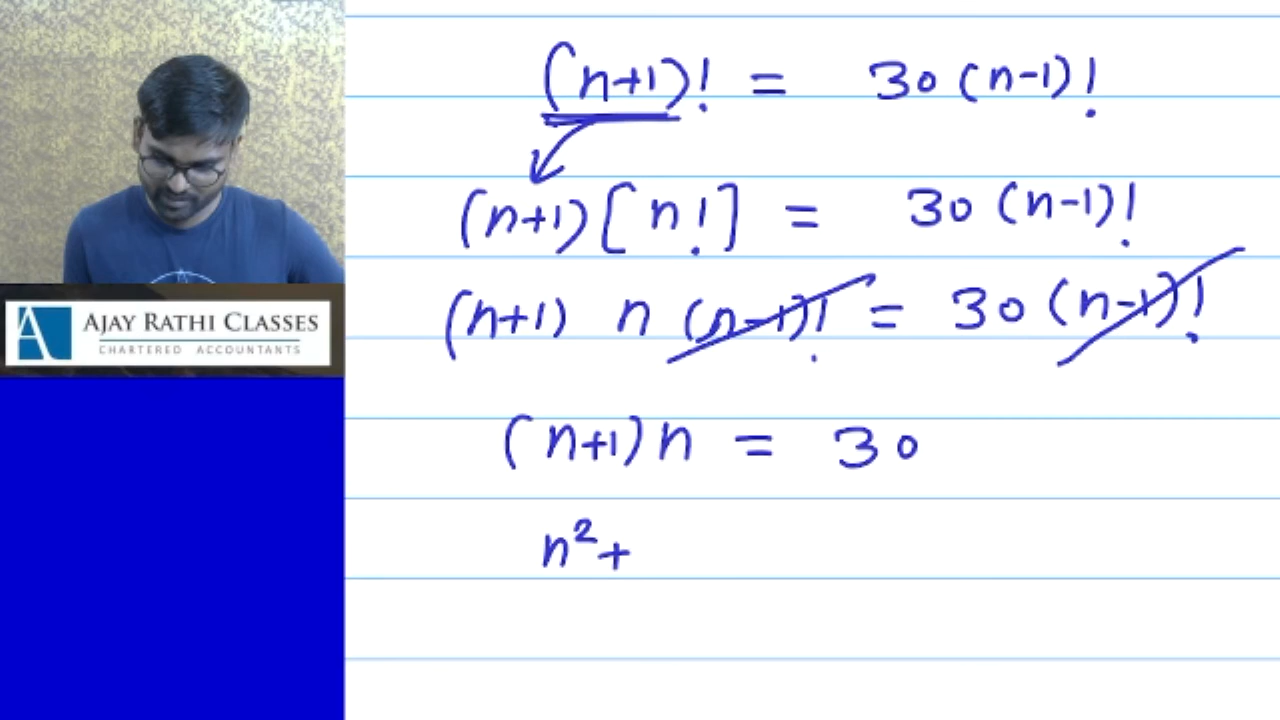 (n+1)! = 30 (n-1)!
(n+1) [n!] = 30 (n-1)!
(n+1) n (n-1)! = 30 (n-1)!
(n+1) n = 30
n²+
AJAY RATHI CLASSES
CHARTERED ACCOUNTANTS